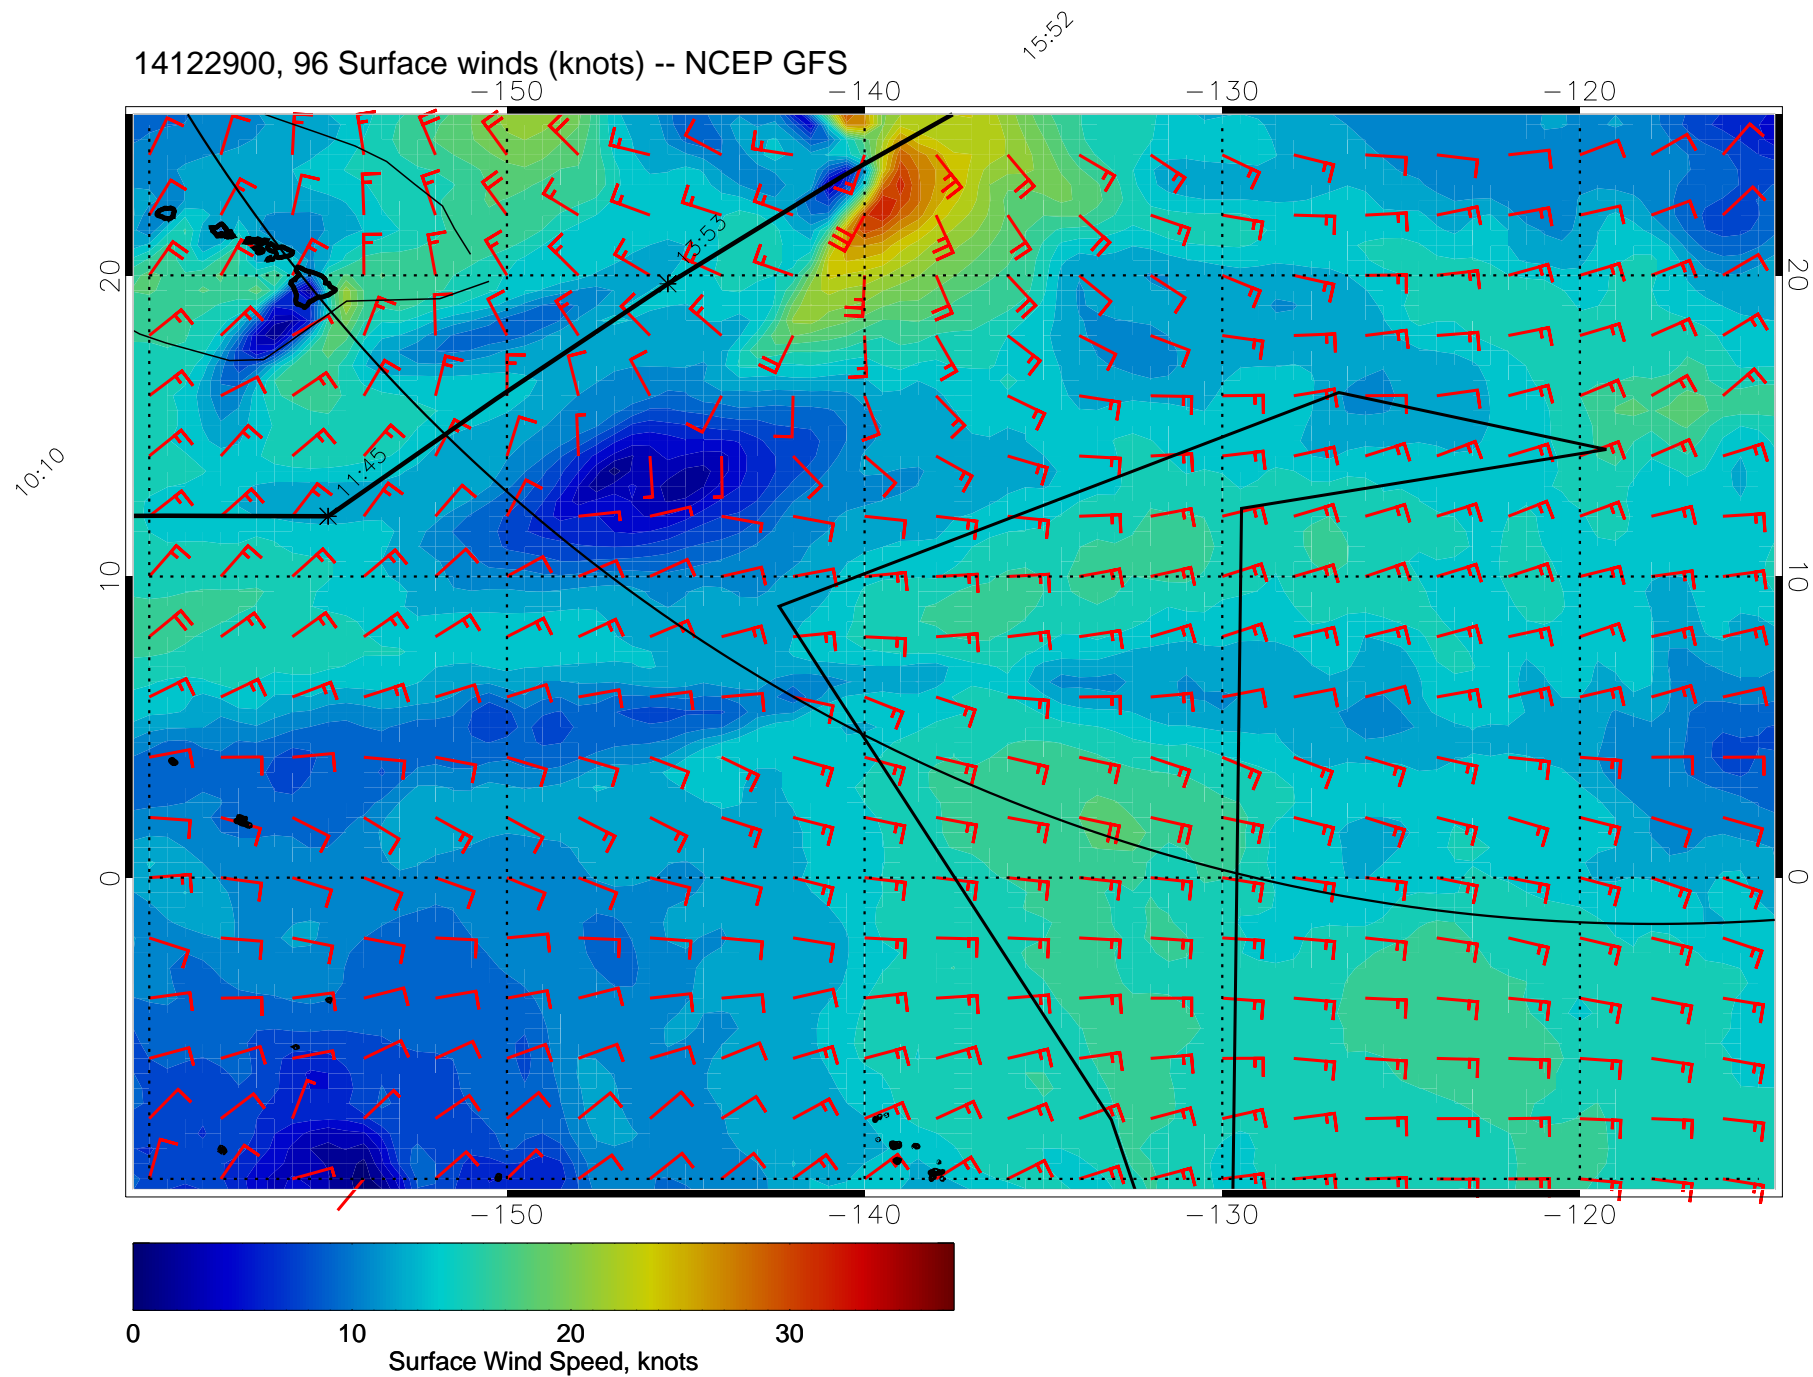 15:52
14122900, 96 Surface winds (knots) -- NCEP GFS
-150 -140 -130 -120
13:53
20 20
11:45
10:10
10 10
0 0
-150 -140 -130 -120
0 10 20 30
Surface Wind Speed, knots